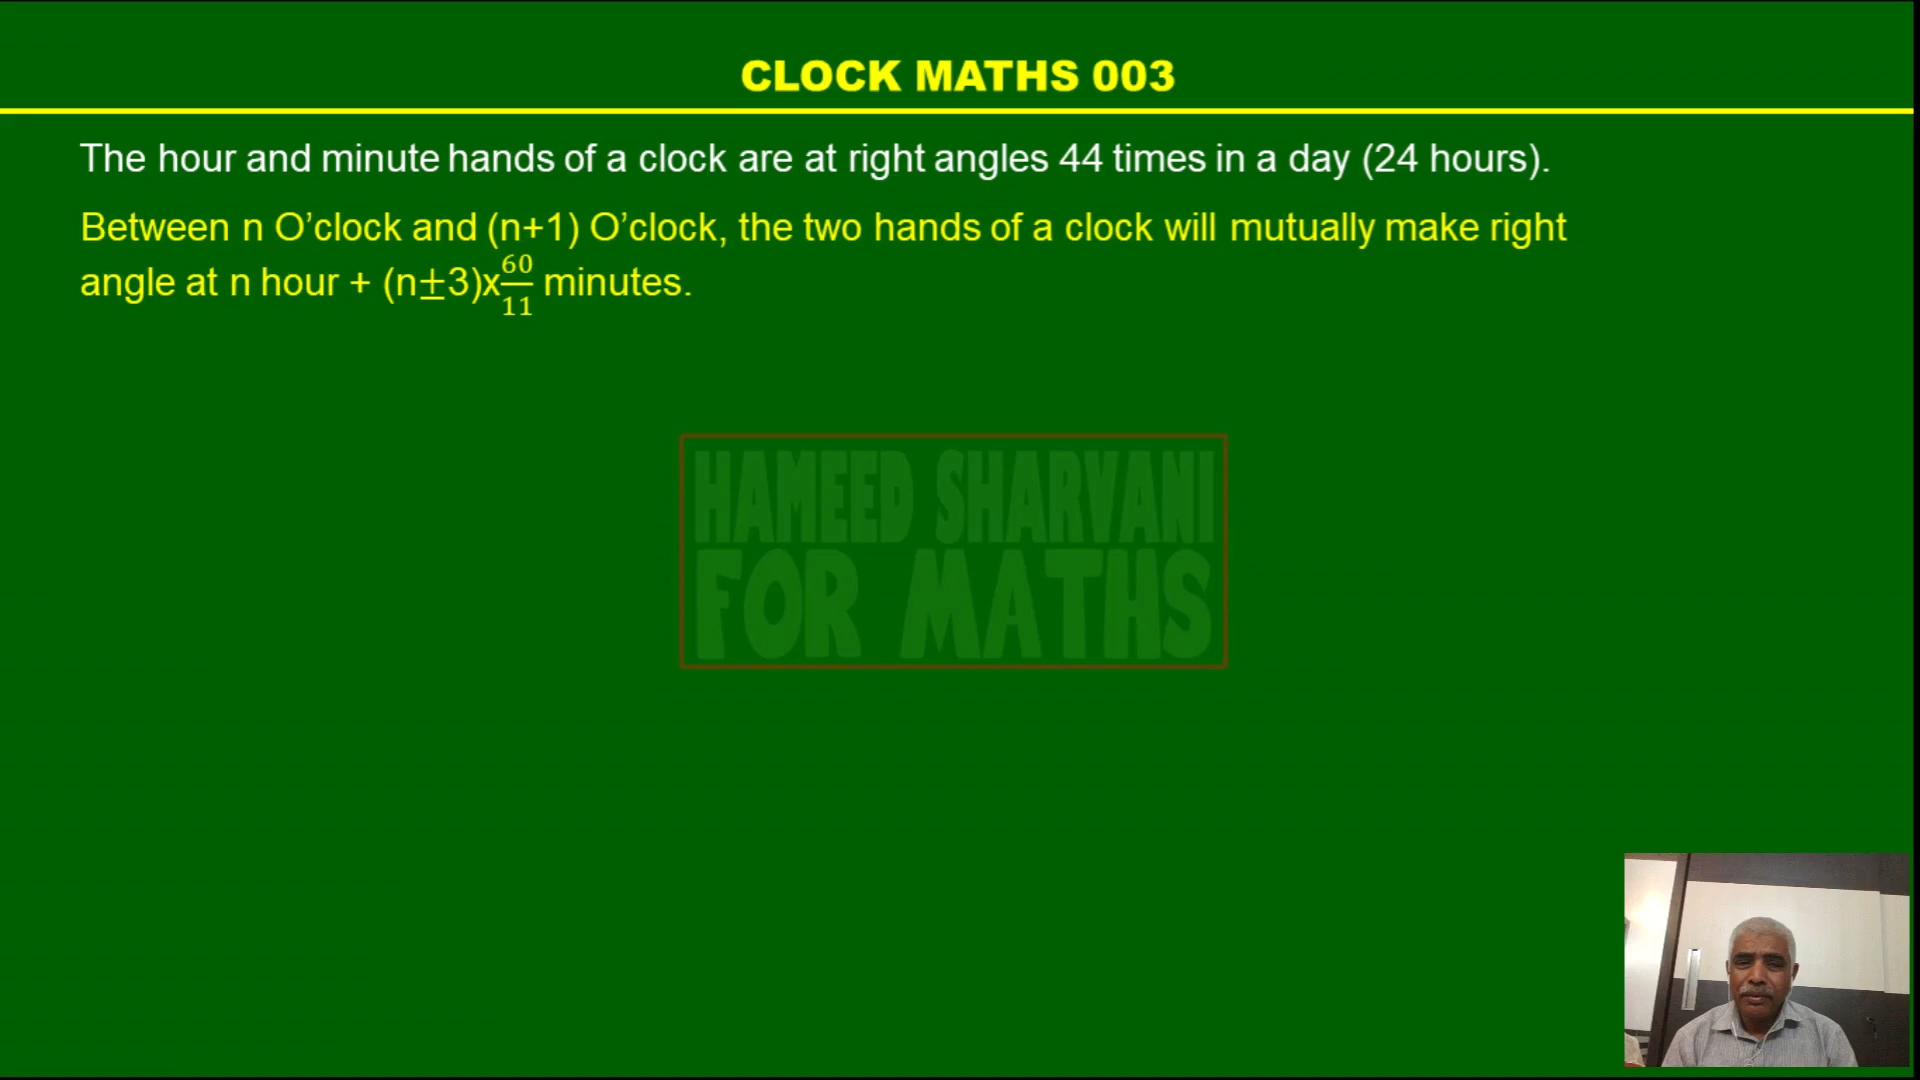 CLOCK MATHS 003
The hour and minute hands of a clock are at right angles 44 times in a day (24 hours).
Between n O’clock and (n+1) O’clock, the two hands of a clock will mutually make right
angle at n hour + (n±3)x60/11 minutes.
HAMEED SHARVANI
FOR MATHS